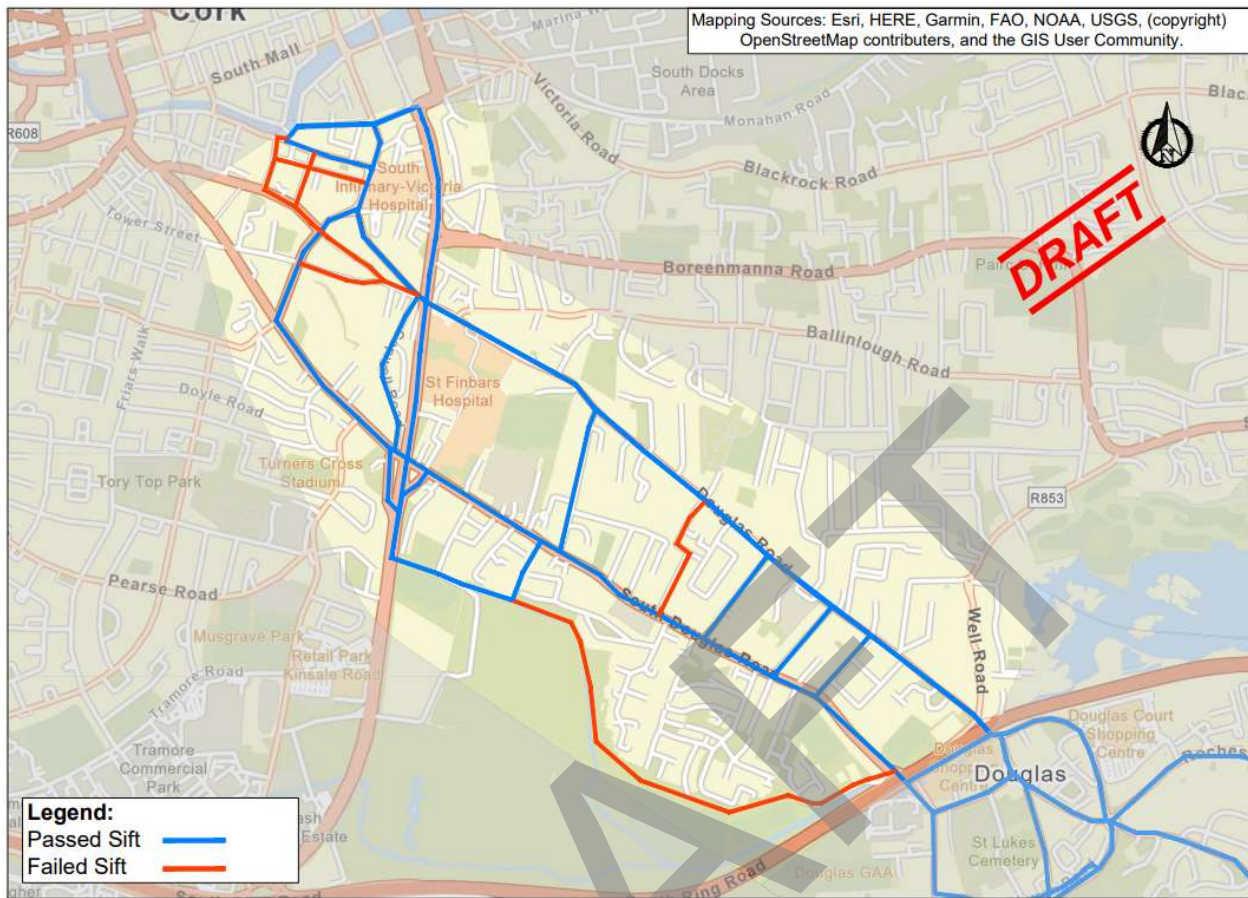 Cork
Mapping Sources: Esri, HERE, Garmin, FAO, NOAA, USGS, (copyright)
OpenStreetMap contributers, and the GIS User Community.
South Mall
Marina
South Docks
Area
Monahan Road
Victoria Road
Blackrock Road
R608
South
Infirmary-Victoria
Hospital
N
DRAFT
Tower Street
Boreenmanna Road
Ballinlough Road
Friars Walk
Capwell Road
St Finbars
Hospital
Doyle Road
Turners Cross
Stadium
Tory Top Park
R853
Douglas Road
Pearse Road
South Douglas Road
Well Road
Musgrave Park
Retail Park
Kinsale Road
Tramore Road
Tramore
Commercial
Park
Douglas Court
Shopping
Centre
Douglas
Douglas
Centre
St Lukes
Cemetery
Douglas GAA
Ring Road
Estate
Legend:
Passed Sift
Failed Sift